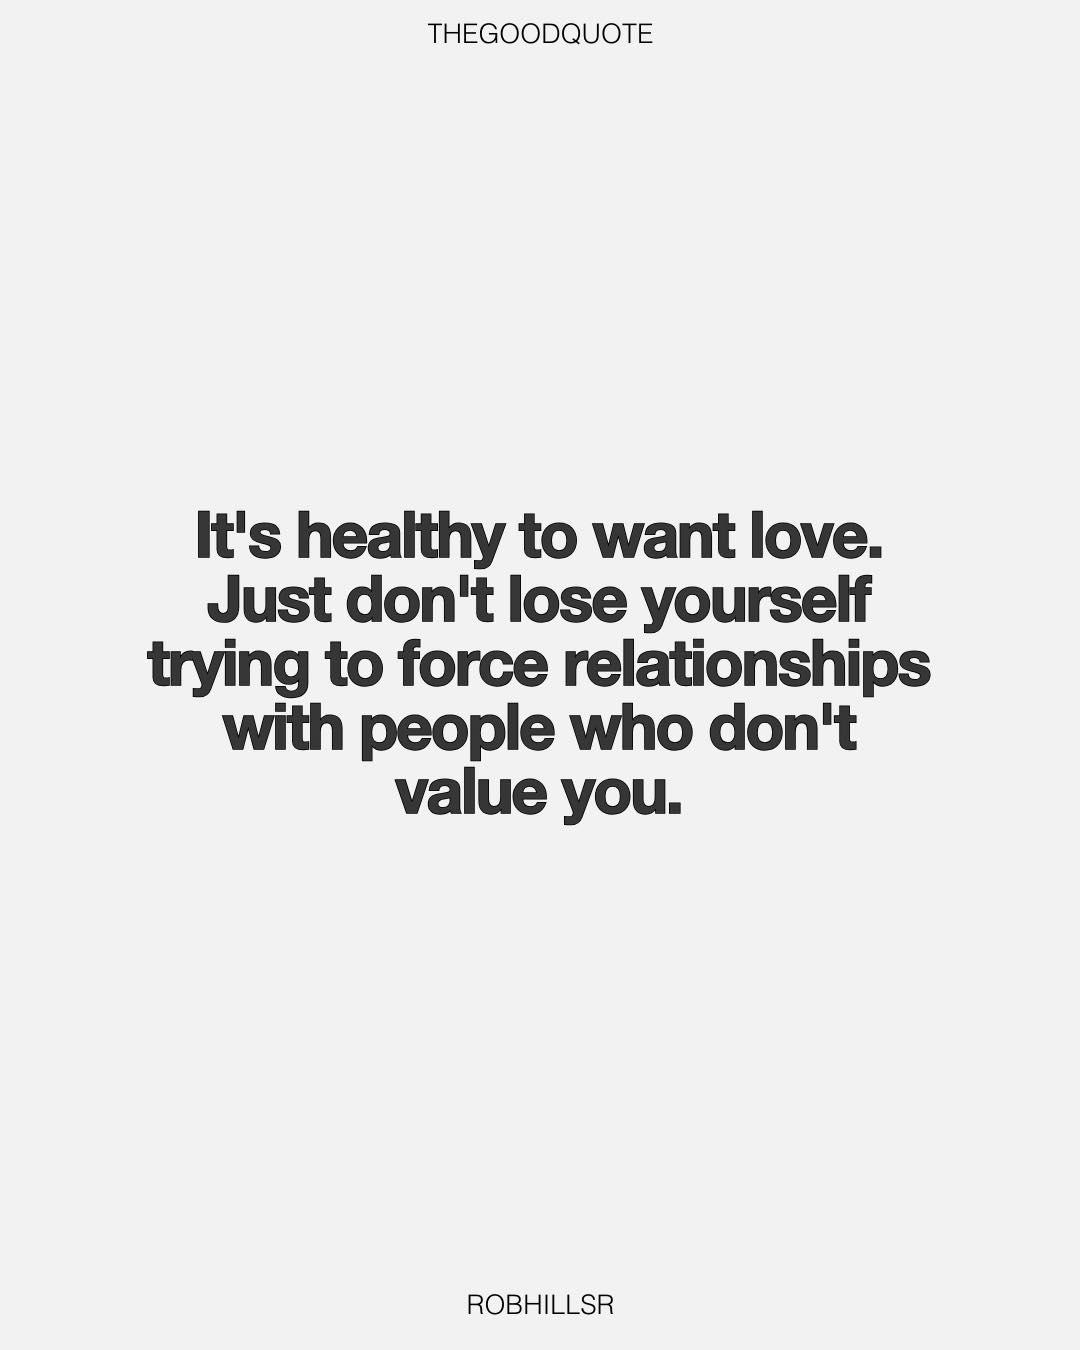 THEGOODQUOTE
It's healthy to want love.
Just don't lose yourself
trying to force relationships
with people who don't
value you.
ROBHILLSR